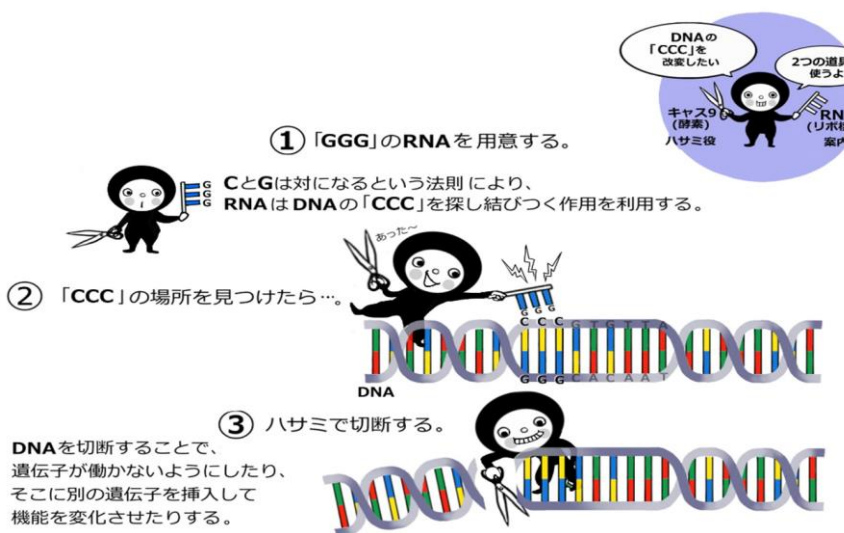 DNAの
「CCC」を
改変したい
2つの道具
使うよ
キャス9
(酵素)
ハサミ役
RN
(リボ核
案内
① 「GGG」のRNAを用意する。
G
G
G
CとGは対になるという法則により、
RNAはDNAの「CCC」を探し結びつく作用を利用する。
あった〜
② 「CCC」の場所を見つけたら…。
G G G
C C C G T G T T A
G G G C A C A A T
DNA
③ ハサミで切断する。
DNAを切断することで、
遺伝子が働かないようにしたり、
そこに別の遺伝子を挿入して
機能を変化させたりする。